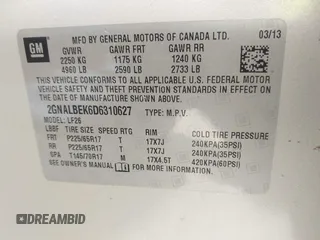 GM
MFD BY GENERAL MOTORS OF CANADA LTD.
03/13
GVWR GAWR FRT GAWR RR
2250 KG 1175 KG 1240 KG
4960 LB 2590 LB 2733 LB
THIS VEHICLE CONFORMS TO ALL APPLICABLE U.S. FEDERAL MOTOR
VEHICLE SAFETY AND THEFT PREVENTION STANDARDS IN
EFFECT ON THE DATE OF MANUFACTURE SHOWN ABOVE.
2GNALBEK6D6310627 TYPE: M.P.V.
MODEL: LF26
TIRE SIZE SPEED RTG RIM COLD TIRE PRESSURE
FRT P225/65R17 T 17X7J 240KPA(35PSI)
RR P225/65R17 T 17X7J 240KPA(35PSI)
SPA T145/70R17 M 17X4.5T 420KPA(60PSI)
SEE OWNER'S MANUAL FOR MORE INFORMATION.